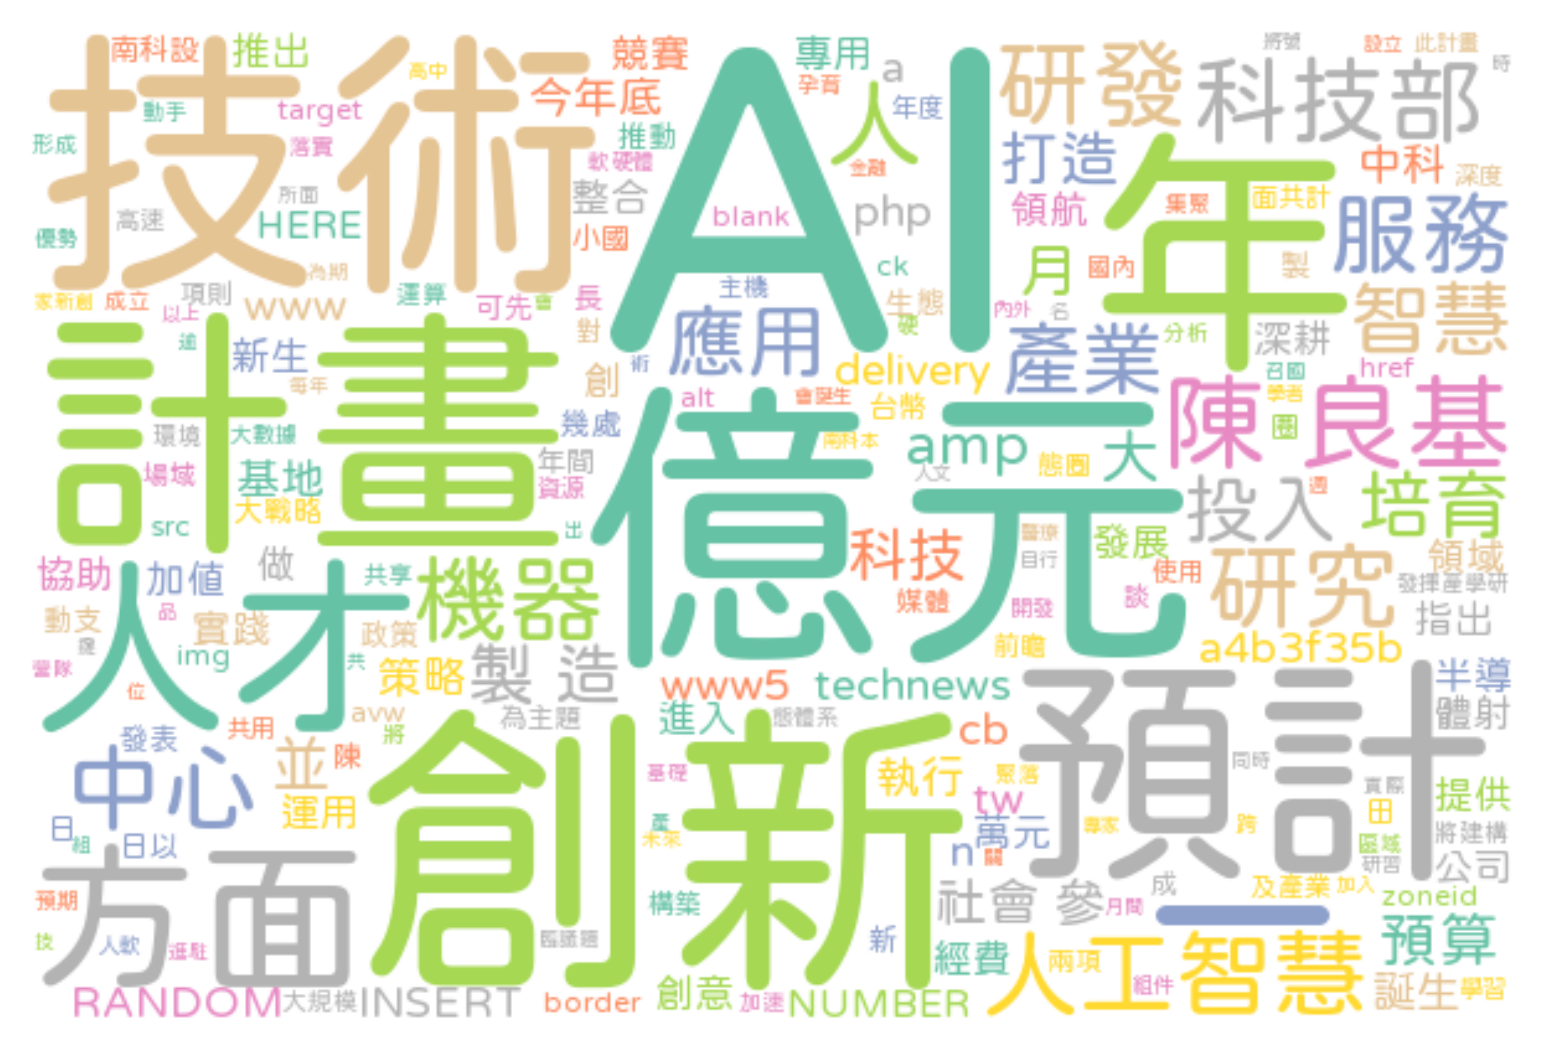 南科設
推出
高中
競賽
專用
a
研發
將號
設立
此計畫
時
技術
動手
target
今年底
孕育
人
年度
科技部
形成
落實
推動
AI
打造
年
中科
深度
所面
軟硬體
金融
優勢
高速
HERE
整合
小國
blank
php
領航
集聚
面共計
服務
為期
ck
月
國內
製
家新創
成立
以上
項則
www
運算
可先
會
長
主機
生態
硬
內外
名
分析
深耕
智慧
逾
新生
每年
對
創
術
應用
delivery
產業
召國
學者
href
計畫
alt
會誕生
台幣
環境
大數據
幾處
億元
南科本
amp
態圈
大
陳良基
圈
場域
基地
年間
資源
人文
大戰略
src
出
投入
週
培育
科技
醫療
自行
發展
協助
加值
做
共享
機器
媒體
開發
談
使用
研究
領域
發揮產學研
人才
品
動支
實踐
政策
img
共
前瞻
a4b3f35b
指出
營隊
位
策略
製造
www5
technews
半導
體射
發表
共用
avw
將
為主題
進入
態體系
cb
預計
中心
並
陳
基礎
執行
聚落
同時
實際
提供
運用
創新
tw
萬元
專家
跨
田
日
組
日以
產
未來
n
關
區域
將建構
研習
公司
方面
預期
構築
社會
參
月間
成
一
及產業
加入
zoneid
人軟
進駐
新
經費
人工智慧
兩項
組件
預算
RANDOM
大規模
INSERT
border
創意
加速
NUMBER
誕生
學習